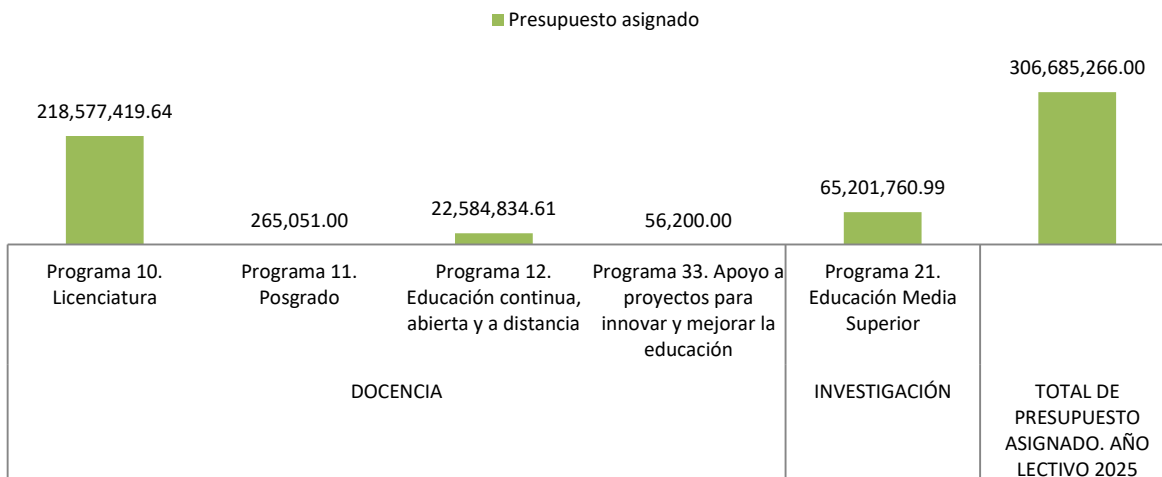 Presupuesto asignado
306,685,266.00
218,577,419.64
65,201,760.99
22,584,834.61
265,051.00
56,200.00
Programa 10.
Licenciatura
Programa 11.
Posgrado
Programa 12.
Educación continua,
abierta y a distancia
Programa 33. Apoyo a
proyectos para
innovar y mejorar la
educación
Programa 21.
Educación Media
Superior
DOCENCIA
INVESTIGACIÓN
TOTAL DE
PRESUPUESTO
ASIGNADO. AÑO
LECTIVO 2025